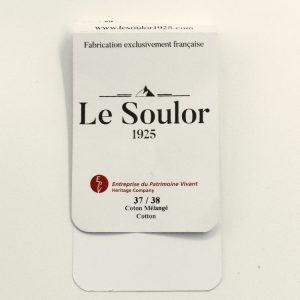 www.lesoulor1925.com
Fabrication exclusivement française
Le Soulor
1925
Entreprise du Patrimoine Vivant
Heritage Company
37 / 38
Coton Mélangé
Cotton